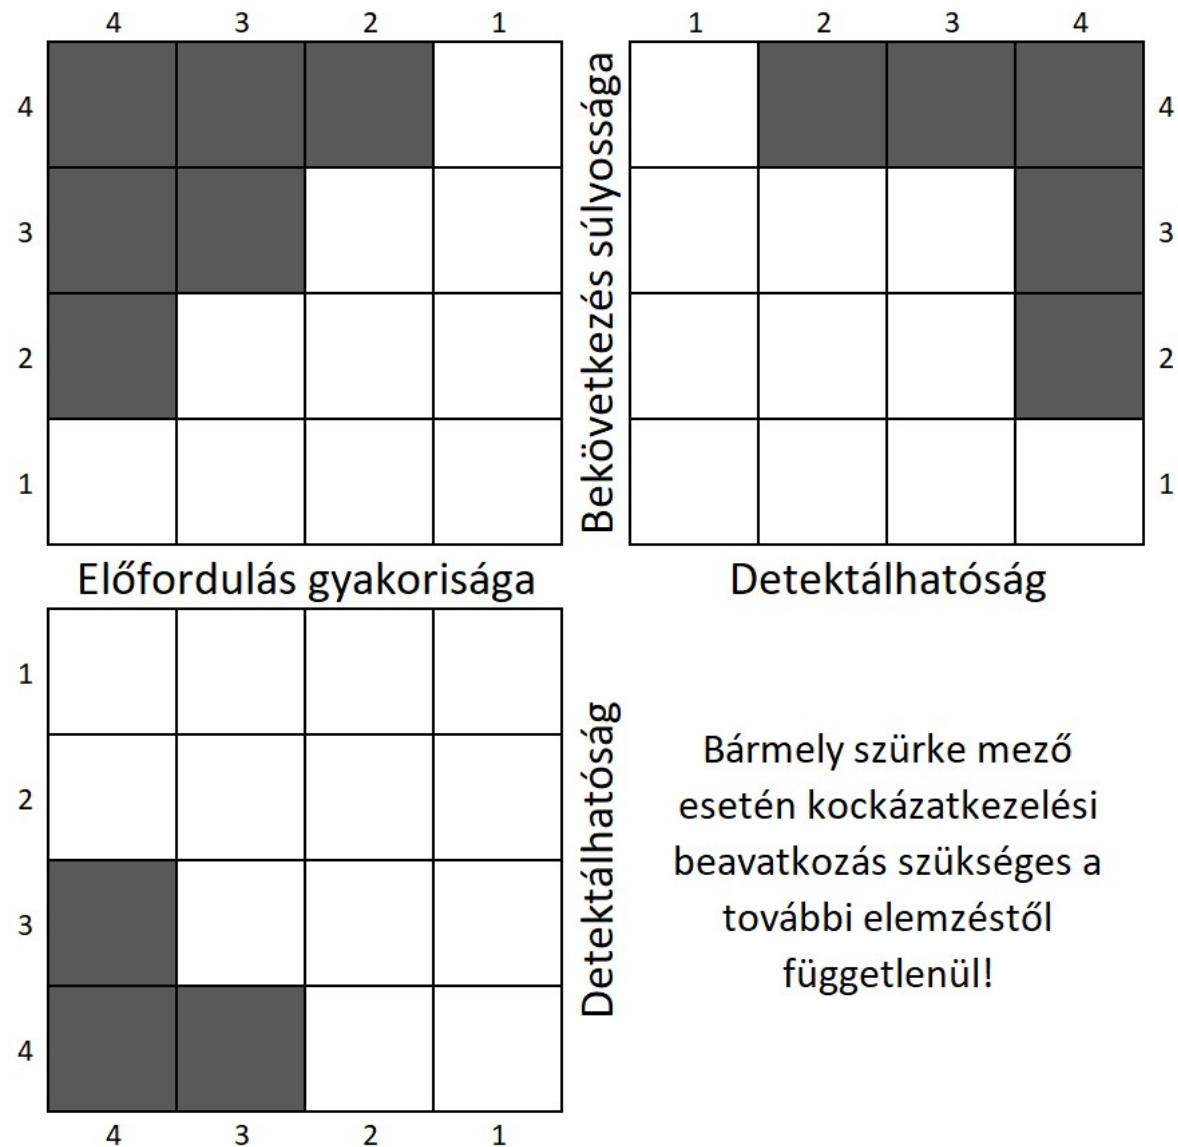 4 3 2 1
1 2 3 4
4
3
2
1
Bekövetkezés súlyossága
4
3
2
1
Előfordulás gyakorisága
Detektálhatóság
1
2
3
4
Detektálhatóság
Bármely szürke mező
esetén kockázatkezelési
beavatkozás szükséges a
további elemzéstől
függetlenül!
4 3 2 1